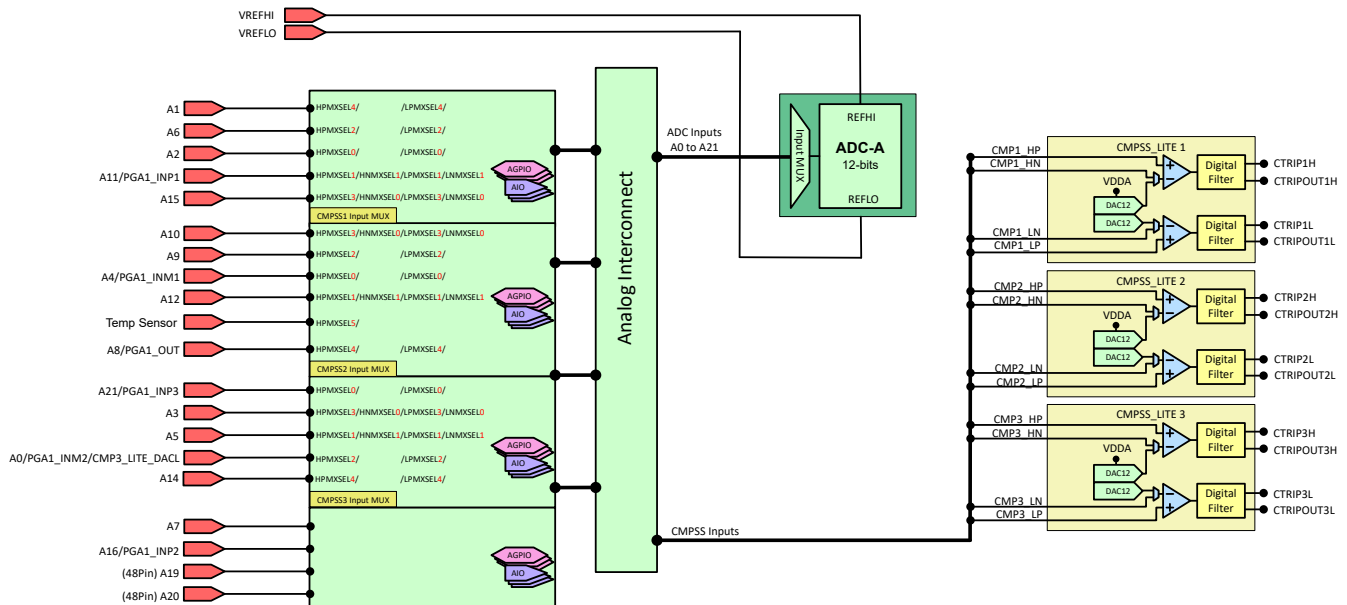 VREFHI
VREFLO
A1
HPMXSEL4/ /LPMXSEL4/
A6
HPMXSEL2/ /LPMXSEL2/
A2
HPMXSEL0/ /LPMXSEL0/
A11/PGA1_INP1
HPMXSEL1/HNMXSEL1/LPMXSEL1/LNMXSEL1
A15
HPMXSEL3/HNMXSEL0/LPMXSEL3/LNMXSEL0
AGPIO
AIO
CMPSS1 Input MUX
A10
HPMXSEL3/HNMXSEL0/LPMXSEL3/LNMXSEL0
A9
HPMXSEL2/ /LPMXSEL2/
A4/PGA1_INM1
HPMXSEL0/ /LPMXSEL0/
A12
HPMXSEL1/HNMXSEL1/LPMXSEL1/LNMXSEL1
Temp Sensor
HPMXSEL5/
A8/PGA1_OUT
HPMXSEL4/ /LPMXSEL4/
AGPIO
AIO
CMPSS2 Input MUX
A21/PGA1_INP3
HPMXSEL0/ /LPMXSEL0/
A3
HPMXSEL3/HNMXSEL0/LPMXSEL3/LNMXSEL0
A5
HPMXSEL1/HNMXSEL1/LPMXSEL1/LNMXSEL1
A0/PGA1_INM2/CMP3_LITE_DACL
HPMXSEL2/ /LPMXSEL2/
A14
HPMXSEL4/ /LPMXSEL4/
AGPIO
AIO
CMPSS3 Input MUX
A7
A16/PGA1_INP2
(48Pin) A19
(48Pin) A20
AGPIO
AIO
Analog Interconnect
ADC Inputs
A0 to A21
Input MUX
REFHI
ADC-A
12-bits
REFLO
CMPSS Inputs
CMP1_HP
CMP1_HN
CMP1_LN
CMP1_LP
CMPSS_LITE 1
VDDA
DAC12
DAC12
Digital
Filter
Digital
Filter
CTRIP1H
CTRIPOUT1H
CTRIP1L
CTRIPOUT1L
CMP2_HP
CMP2_HN
CMP2_LN
CMP2_LP
CMPSS_LITE 2
VDDA
DAC12
DAC12
Digital
Filter
Digital
Filter
CTRIP2H
CTRIPOUT2H
CTRIP2L
CTRIPOUT2L
CMP3_HP
CMP3_HN
CMP3_LN
CMP3_LP
CMPSS_LITE 3
VDDA
DAC12
DAC12
Digital
Filter
Digital
Filter
CTRIP3H
CTRIPOUT3H
CTRIP3L
CTRIPOUT3L